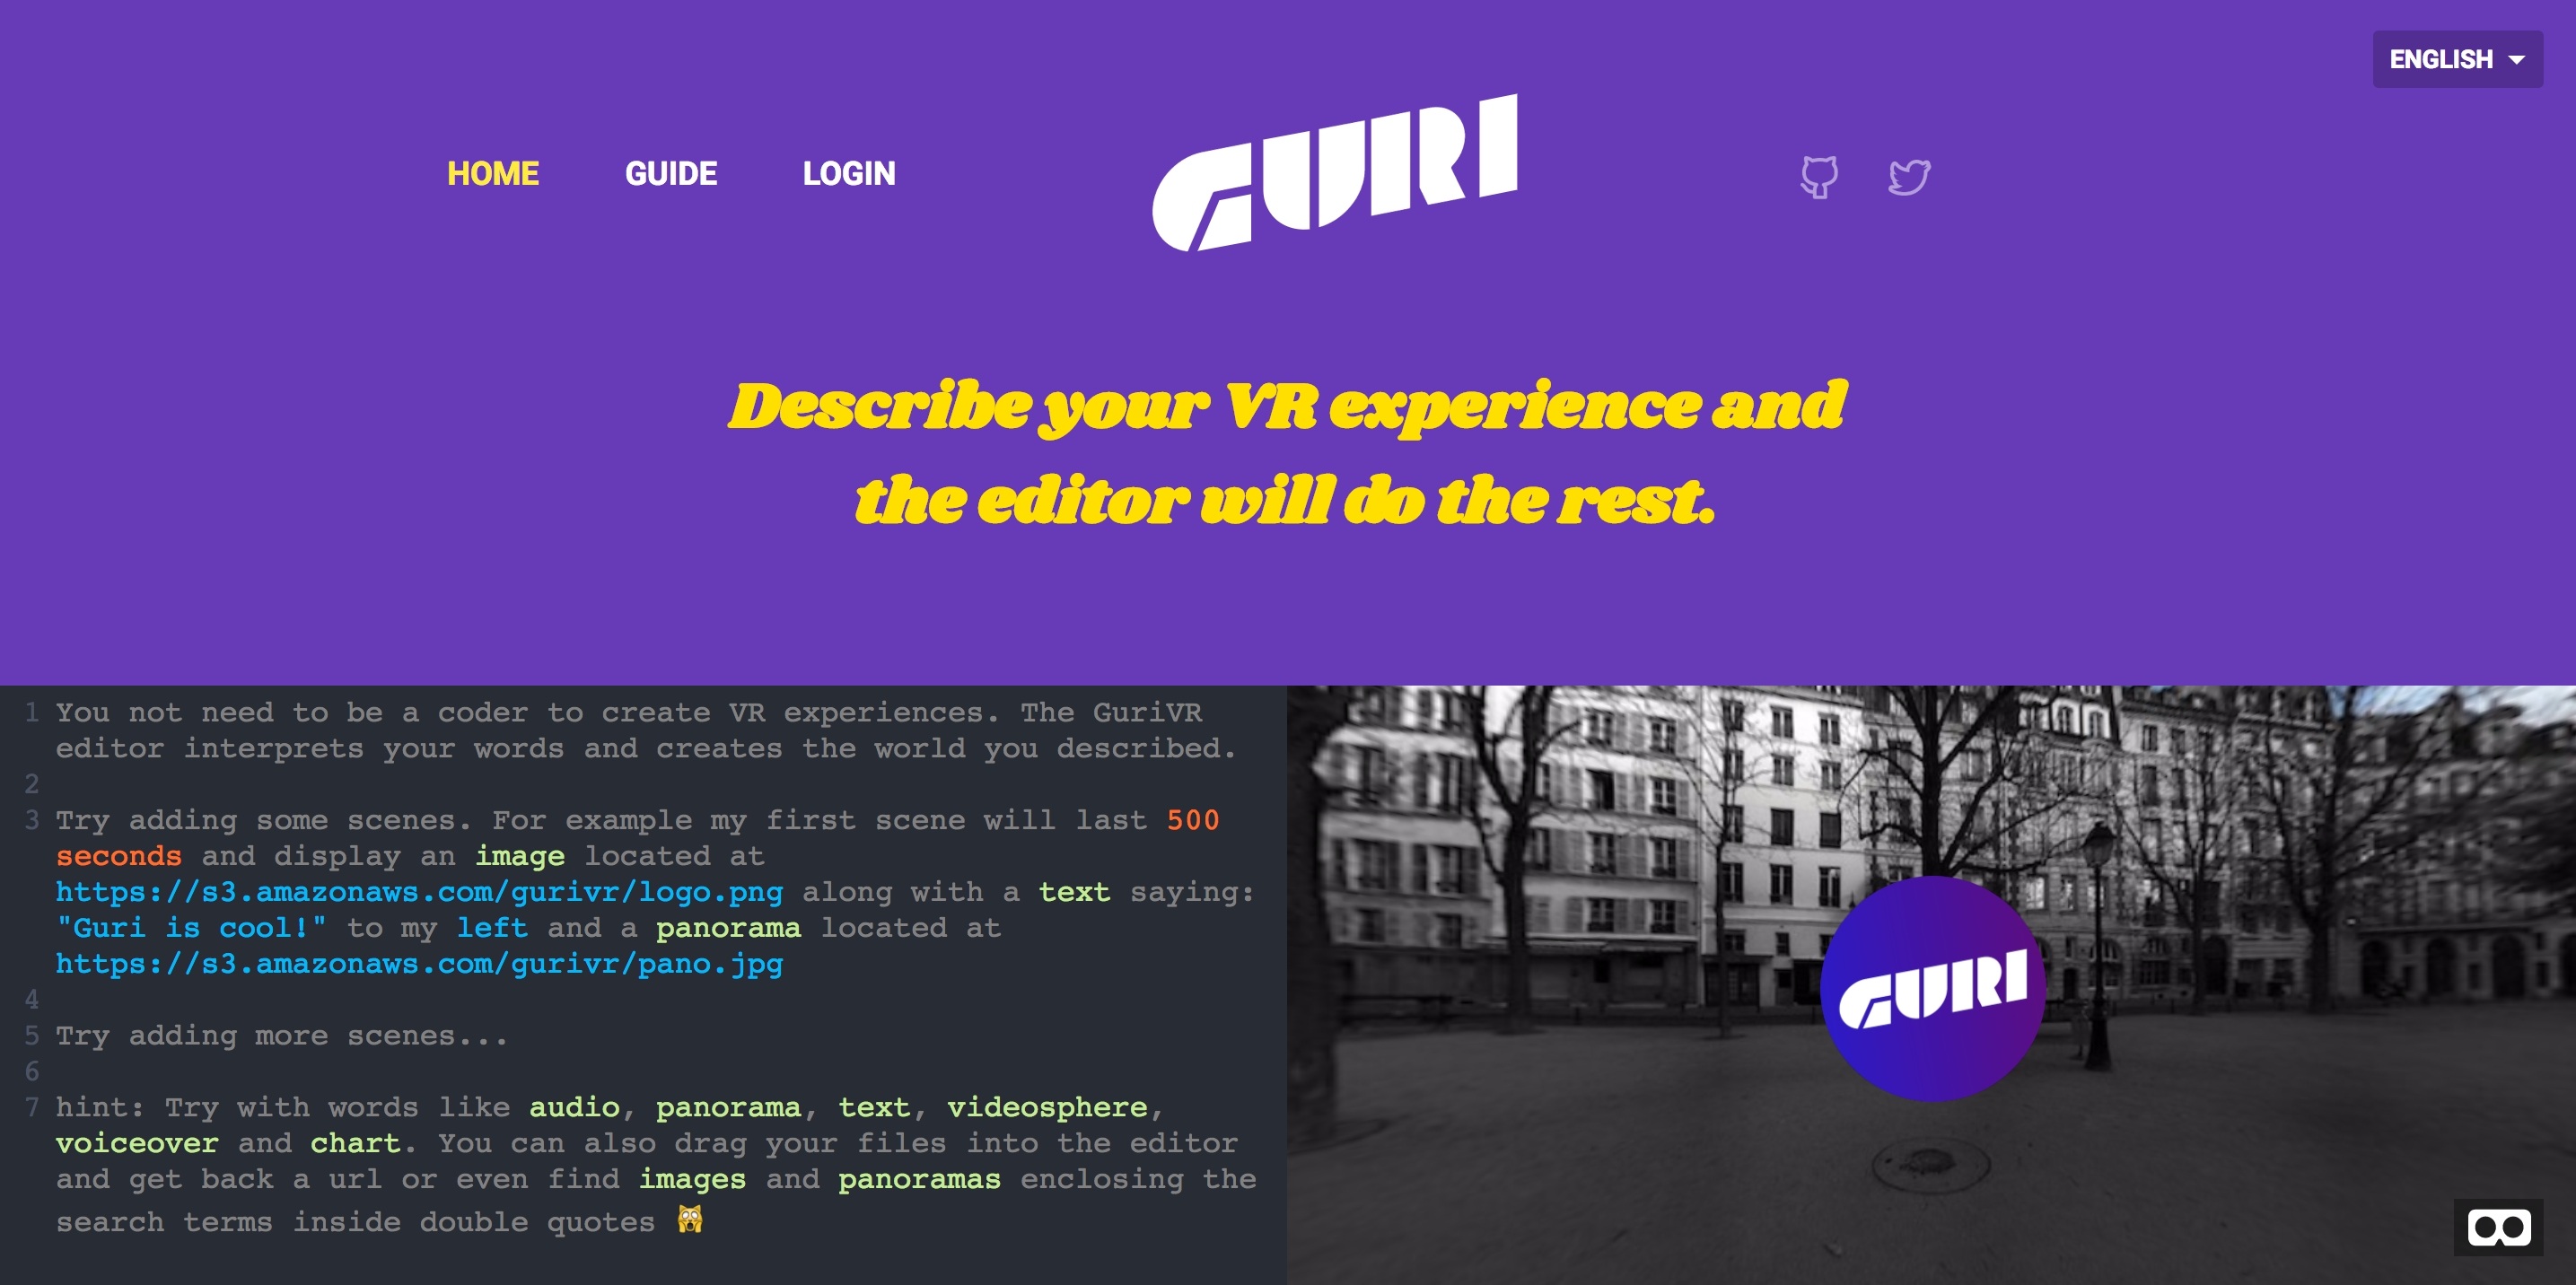 ENGLISH
HOME GUIDE LOGIN
GURI
Describe your VR experience and
the editor will do the rest.
1 You not need to be a coder to create VR experiences. The GuriVR
editor interprets your words and creates the world you described.
2
3 Try adding some scenes. For example my first scene will last 500
seconds and display an image located at
https://s3.amazonaws.com/gurivr/logo.png along with a text saying:
"Guri is cool!" to my left and a panorama located at
https://s3.amazonaws.com/gurivr/pano.jpg
4
5 Try adding more scenes...
6
7 hint: Try with words like audio, panorama, text, videosphere,
voiceover and chart. You can also drag your files into the editor
and get back a url or even find images and panoramas enclosing the
search terms inside double quotes 🙀
GURI